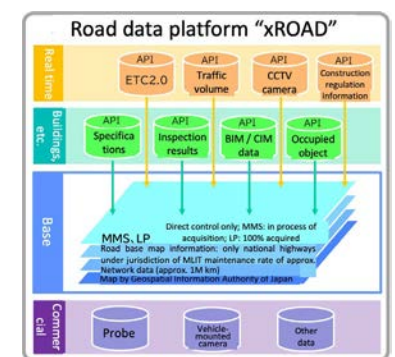 Road data platform “xROAD”
Real time
API
ETC2.0
API
Traffic
volume
API
CCTV
camera
API
Construction
regulation
Information
Buildings,
etc.
API
Specifica
tions
API
Inspection
results
API
BIM / CIM
data
API
Occupied
object
Base
MMS, LP
Direct control only; MMS: in process of
acquisition; LP: 100% acquired
Road base map information: only national highways
under jurisdiction of MLIT maintenance rate of approx.
Network data (approx. 1M km)
Map by Geospatial Information Authority of Japan
Commer
cial
Probe
Vehicle-
mounted
camera
Other
data